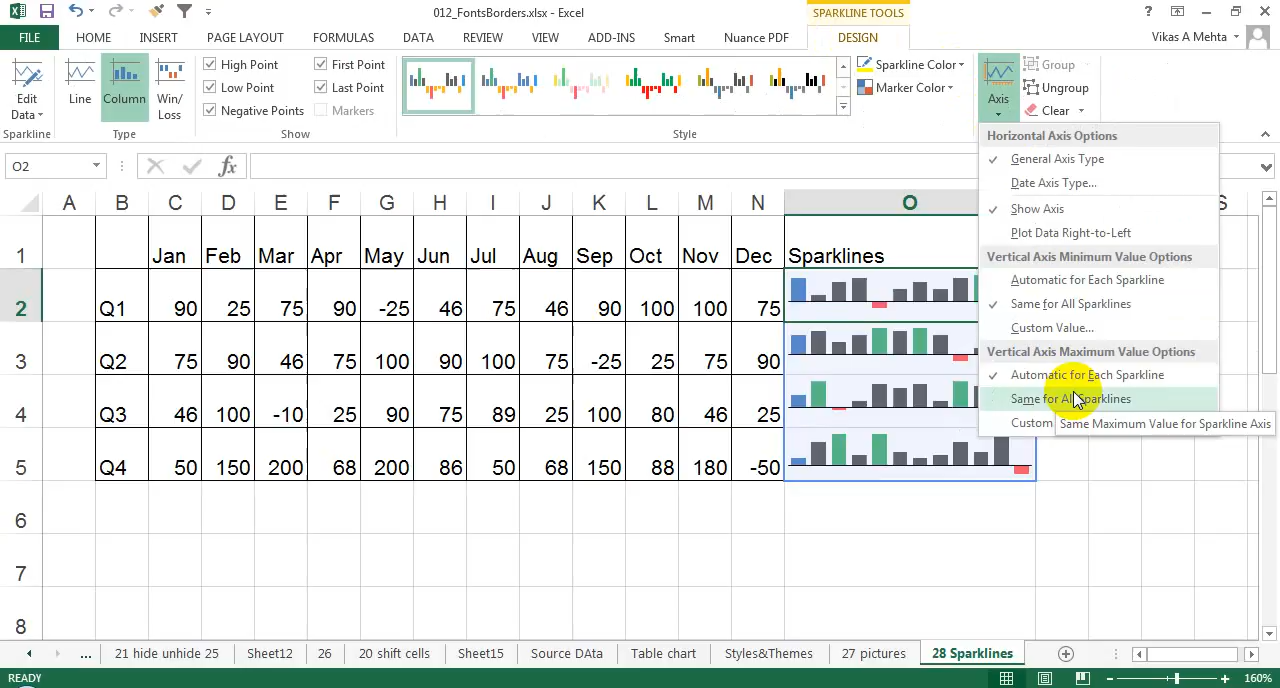 012_FontsBorders.xlsx - Excel
SPARKLINE TOOLS
?
FILE HOME INSERT PAGE LAYOUT FORMULAS DATA REVIEW VIEW ADD-INS Smart Nuance PDF DESIGN
Vikas A Mehta
Edit Data
Line
Column
Win/Loss
High Point
Low Point
Negative Points
First Point
Last Point
Markers
Sparkline Color
Marker Color
Axis
Group
Ungroup
Clear
Sparkline Type Show Style
O2
fx
Horizontal Axis Options
General Axis Type
Date Axis Type...
Show Axis
Plot Data Right-to-Left
Vertical Axis Minimum Value Options
Automatic for Each Sparkline
Same for All Sparklines
Custom Value...
Vertical Axis Maximum Value Options
Automatic for Each Sparkline
Same for All Sparklines
Custom
Same Maximum Value for Sparkline Axis
A B C D E F G H I J K L M N O S
1 Jan Feb Mar Apr May Jun Jul Aug Sep Oct Nov Dec Sparklines
2 Q1 90 25 75 90 -25 46 75 46 90 100 100 75
3 Q2 75 90 46 75 100 90 100 75 -25 25 75 90
4 Q3 46 100 -10 25 90 75 89 25 100 80 46 25
5 Q4 50 150 200 68 200 86 50 68 150 88 180 -50
6
7
8
... 21 hide unhide 25 Sheet12 26 20 shift cells Sheet15 Source DAta Table chart Styles&Themes 27 pictures 28 Sparklines
READY
160%